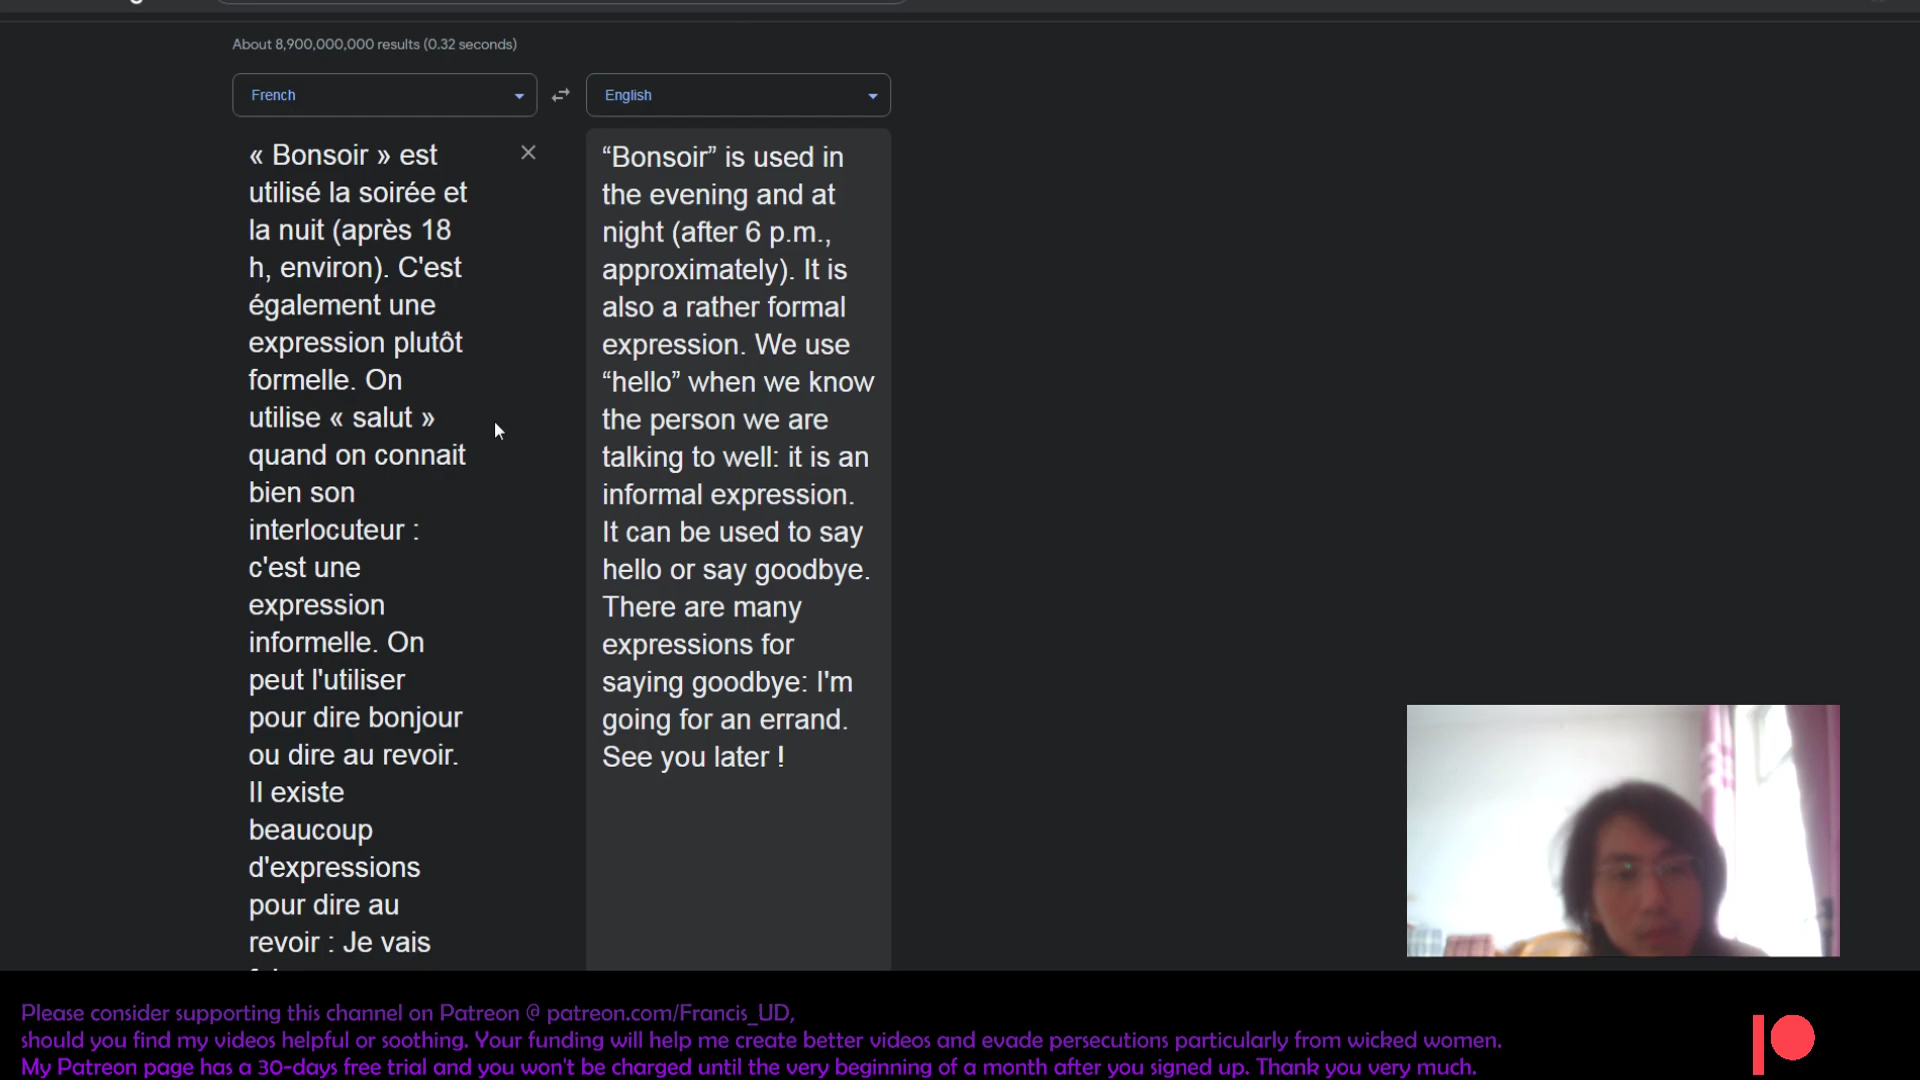 About 8,900,000,000 results (0.32 seconds)
French
English
« Bonsoir » est
utilisé la soirée et
la nuit (après 18
h, environ). C'est
également une
expression plutôt
formelle. On
utilise « salut »
quand on connait
bien son
interlocuteur :
c'est une
expression
informelle. On
peut l'utiliser
pour dire bonjour
ou dire au revoir.
Il existe
beaucoup
d'expressions
pour dire au
revoir : Je vais
“Bonsoir” is used in
the evening and at
night (after 6 p.m.,
approximately). It is
also a rather formal
expression. We use
“hello” when we know
the person we are
talking to well: it is an
informal expression.
It can be used to say
hello or say goodbye.
There are many
expressions for
saying goodbye: I'm
going for an errand.
See you later !
Please consider supporting this channel on Patreon @ patreon.com/Francis_UD,
should you find my videos helpful or soothing. Your funding will help me create better videos and evade persecutions particularly from wicked women.
My Patreon page has a 30-days free trial and you won't be charged until the very beginning of a month after you signed up. Thank you very much.